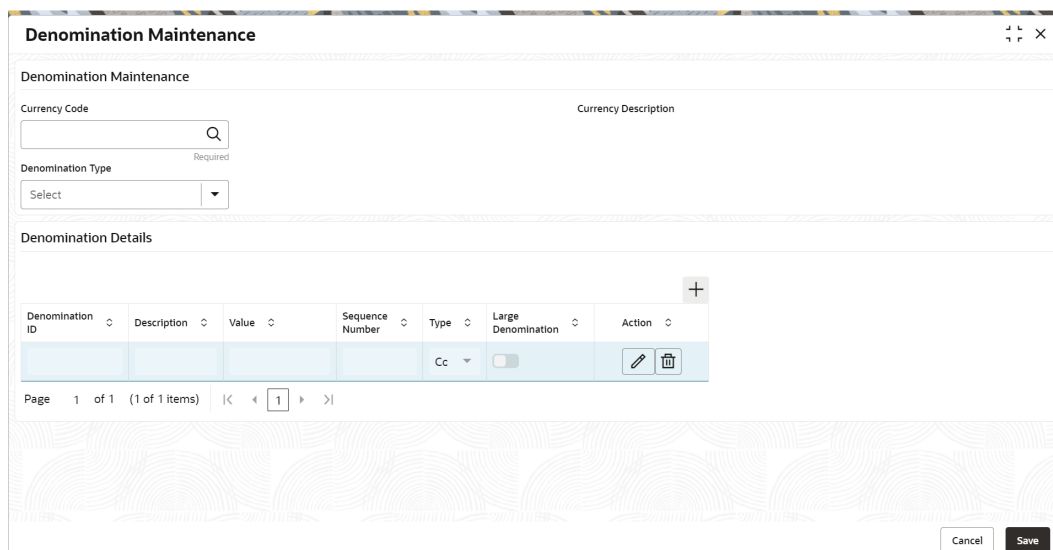 Denomination Maintenance
Denomination Maintenance
Currency Code
Currency Description
Required
Denomination Type
Select
Denomination Details
Denomination ID Description Value Sequence Number Type Large Denomination Action
Cc
Page 1 of 1 (1 of 1 items) 1
Cancel Save